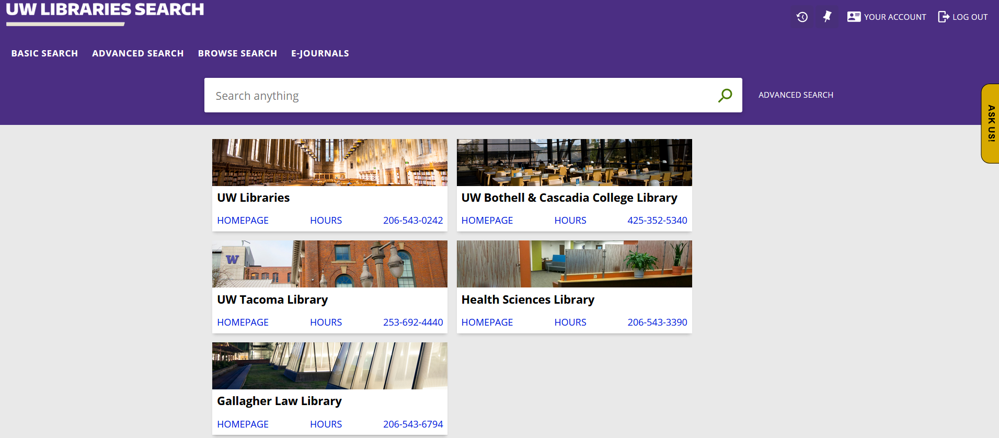 UW LIBRARIES SEARCH
YOUR ACCOUNT
LOG OUT
BASIC SEARCH ADVANCED SEARCH BROWSE SEARCH E-JOURNALS
Search anything
ADVANCED SEARCH
ASK US!
UW Libraries
HOMEPAGE HOURS 206-543-0242
UW Bothell & Cascadia College Library
HOMEPAGE HOURS 425-352-5340
W
UW Tacoma Library
HOMEPAGE HOURS 253-692-4440
Health Sciences Library
HOMEPAGE HOURS 206-543-3390
Gallagher Law Library
HOMEPAGE HOURS 206-543-6794